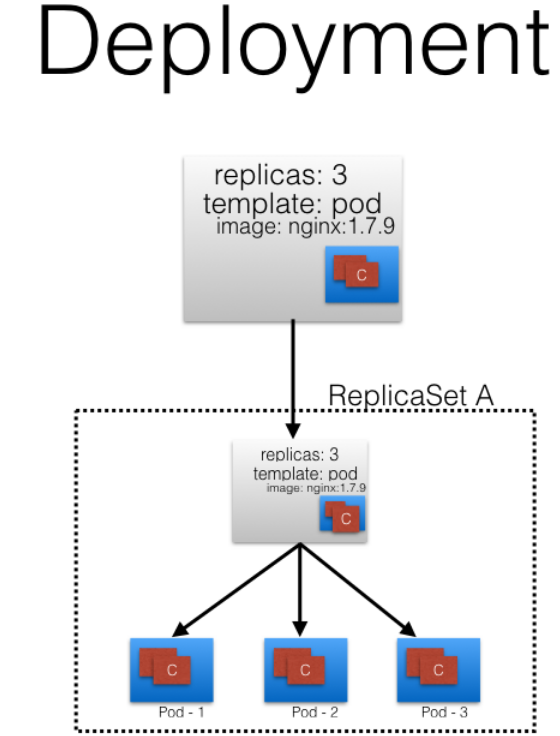 Deployment
replicas: 3
template: pod
image: nginx:1.7.9
C
ReplicaSet A
replicas: 3
template: pod
image: nginx:1.7.9
C
C
C
C
Pod - 1
Pod - 2
Pod - 3